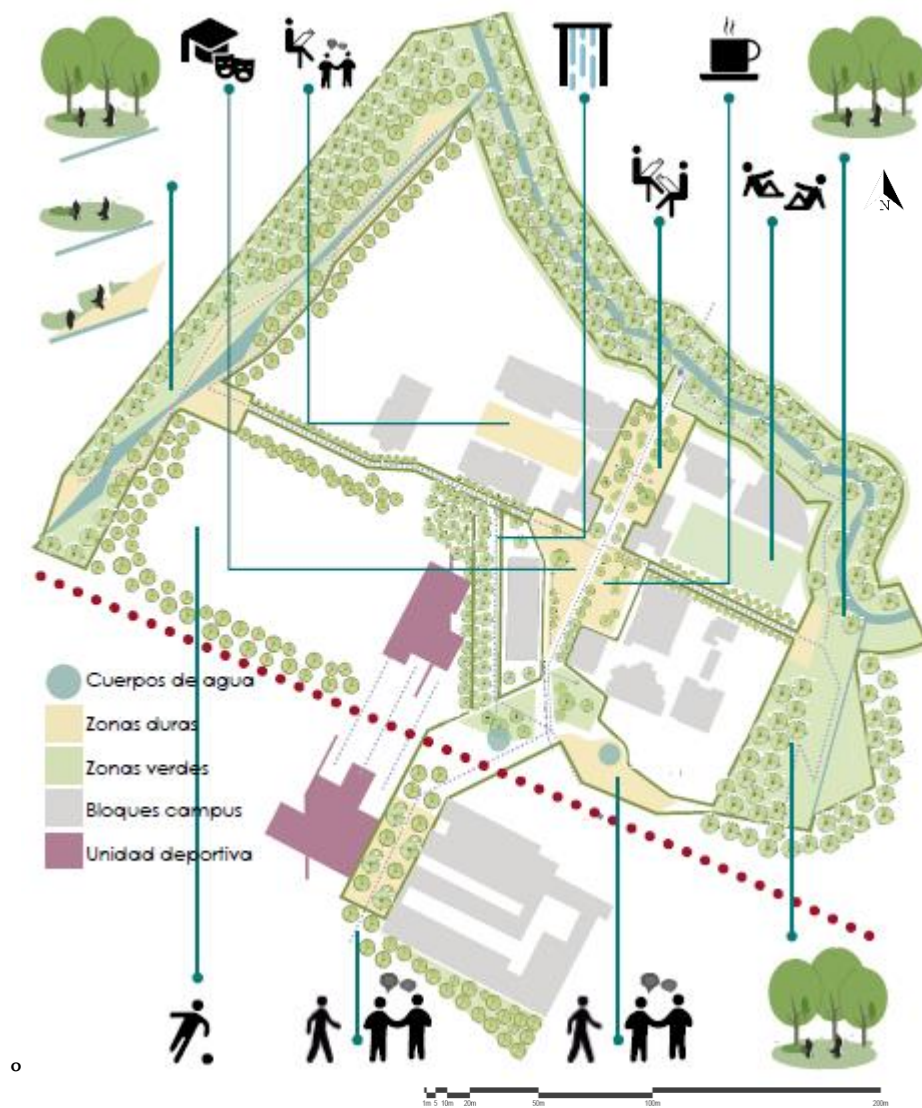 N
Cuerpos de agua
Zonas duras
Zonas verdes
Bloques campus
Unidad deportiva
o
1m 5 10m 20m 50m 100m 200m